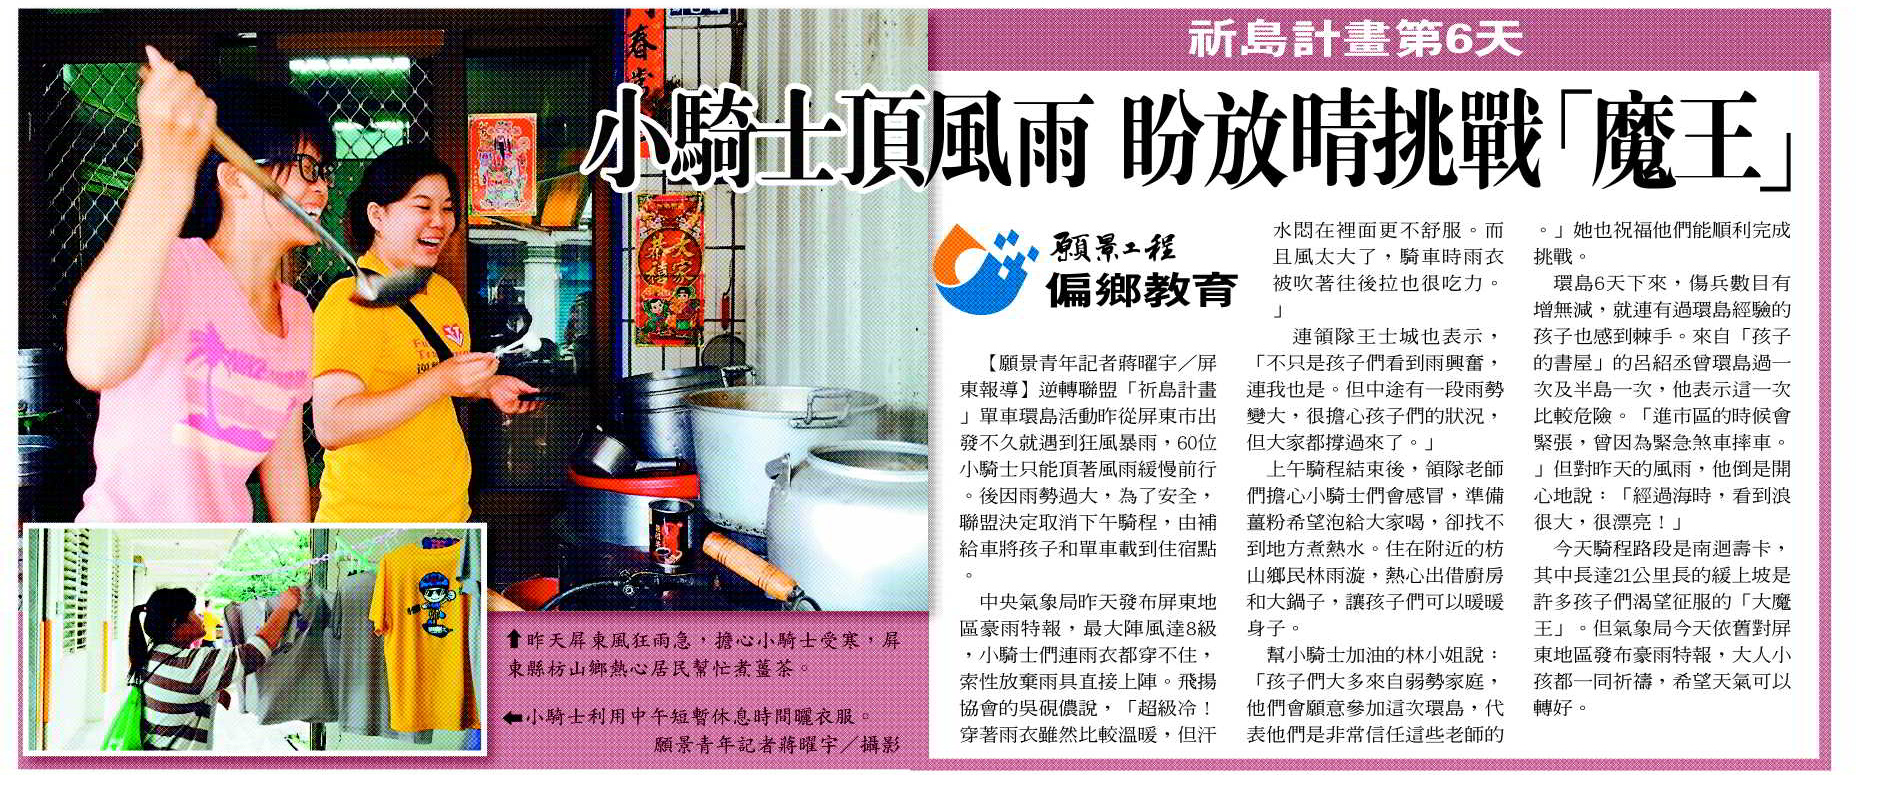 祈島計畫第6天
小騎士頂風雨 盼放晴挑戰「魔王」
願景工程
偏鄉教育
【願景青年記者蔣曜宇／屏
東報導】逆轉聯盟「祈島計畫
」單車環島活動昨從屏東市出
發不久就遇到狂風暴雨，60位
小騎士只能頂著風雨緩慢前行
。後因雨勢過大，為了安全，
聯盟決定取消下午騎程，由補
給車將孩子和單車載到住宿點
。
中央氣象局昨天發布屏東地
區豪雨特報，最大陣風達8級
，小騎士們連雨衣都穿不住，
索性放棄雨具直接上陣。飛揚
協會的吳硯儂說，「超級冷！
穿著雨衣雖然比較溫暖，但汗
水悶在裡面更不舒服。而
且風太大了，騎車時雨衣
被吹著往後拉也很吃力。
」
連領隊王士城也表示，
「不只是孩子們看到雨興奮，
連我也是。但中途有一段雨勢
變大，很擔心孩子們的狀況，
但大家都撐過來了。」
上午騎程結束後，領隊老師
們擔心小騎士們會感冒，準備
薑粉希望泡給大家喝，卻找不
到地方煮熱水。住在附近的枋
山鄉民林雨漩，熱心出借廚房
和大鍋子，讓孩子們可以暖暖
身子。
幫小騎士加油的林小姐說：
「孩子們大多來自弱勢家庭，
他們會願意參加這次環島，代
表他們是非常信任這些老師的
。」她也祝福他們能順利完成
挑戰。
環島6天下來，傷兵數目有
增無減，就連有過環島經驗的
孩子也感到棘手。來自「孩子
的書屋」的呂紹丞曾環島過一
次及半島一次，他表示這一次
比較危險。「進市區的時候會
緊張，曾因為緊急煞車摔車。
」但對昨天的風雨，他倒是開
心地說：「經過海時，看到浪
很大，很漂亮！」
今天騎程路段是南迴壽卡，
其中長達21公里長的緩上坡是
許多孩子們渴望征服的「大魔
王」。但氣象局今天依舊對屏
東地區發布豪雨特報，大人小
孩都一同祈禱，希望天氣可以
轉好。
⬆昨天屏東風狂雨急，擔心小騎士受寒，屏
東縣枋山鄉熱心居民幫忙煮薑茶。
⬅小騎士利用中午短暫休息時間曬衣服。
願景青年記者蔣曜宇／攝影
春
大家
恭禧